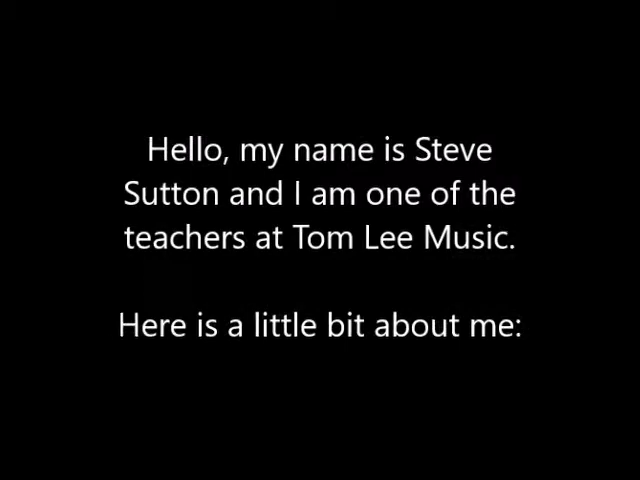 Hello, my name is Steve
Sutton and I am one of the
teachers at Tom Lee Music.
Here is a little bit about me: